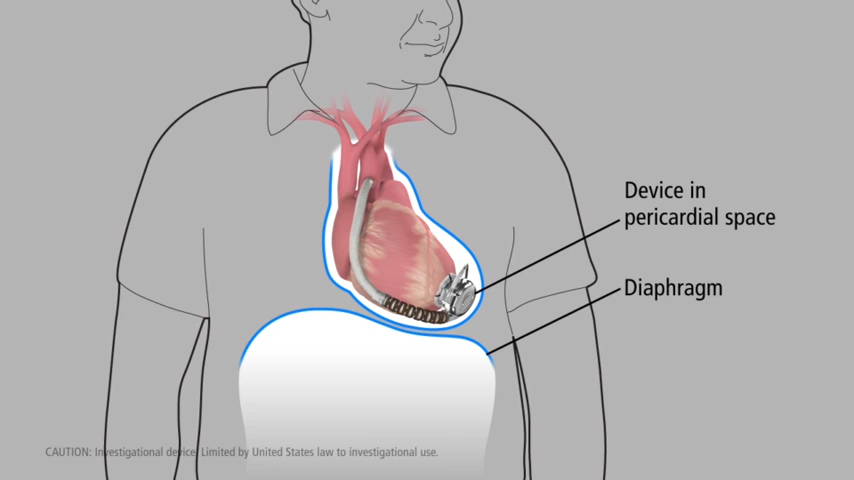 Device in
pericardial space
Diaphragm
CAUTION: Investigational device. Limited by United States law to investigational use.